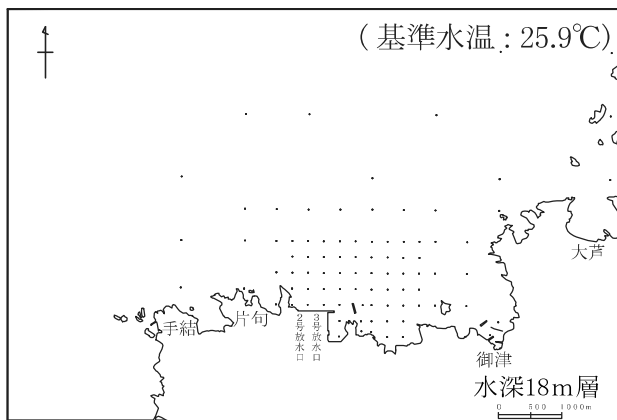 (基準水温：25.9℃)
大芦
手結
片句
2号放水口
3号放水口
御津
水深18m層
0 500 1000m